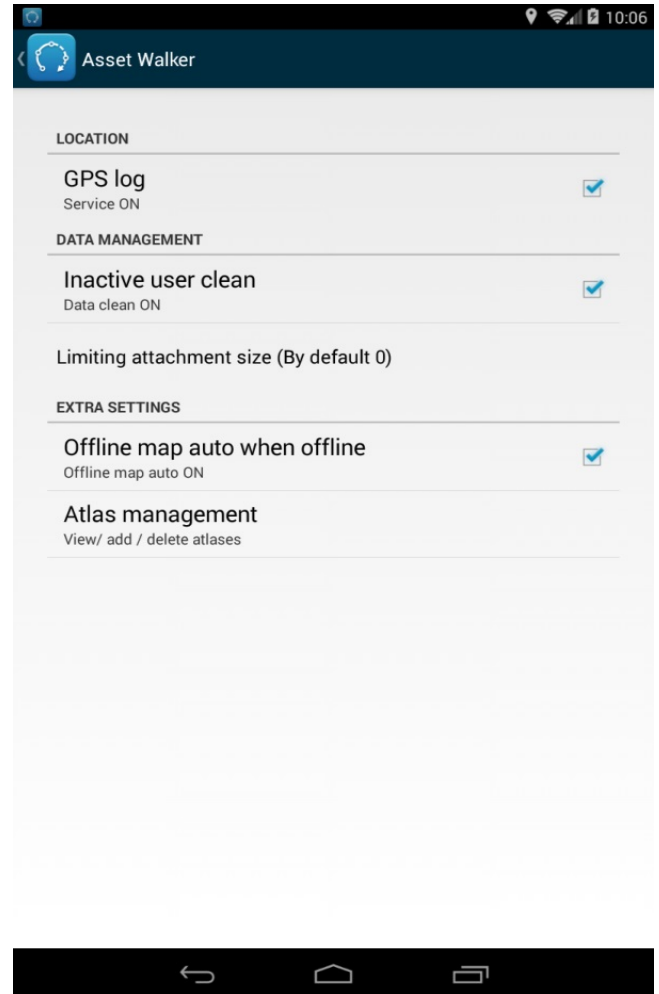 10:06
Asset Walker
LOCATION
GPS log
Service ON
DATA MANAGEMENT
Inactive user clean
Data clean ON
Limiting attachment size (By default 0)
EXTRA SETTINGS
Offline map auto when offline
Offline map auto ON
Atlas management
View/ add / delete atlases